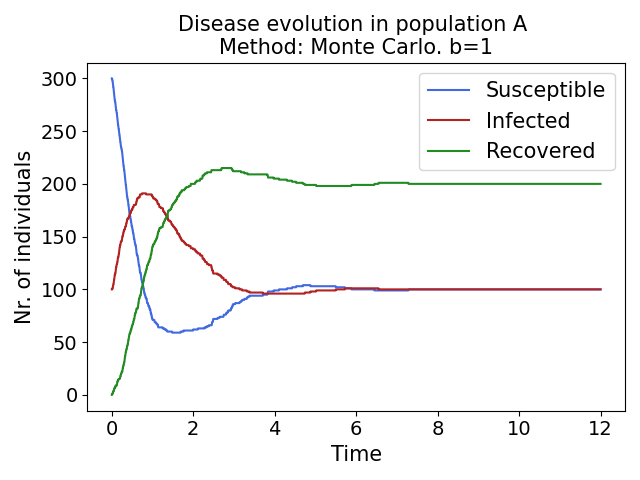 Disease evolution in population A
Method: Monte Carlo. b=1
Susceptible
Infected
Recovered
Nr. of individuals
300
250
200
150
100
50
0
0 2 4 6 8 10 12
Time